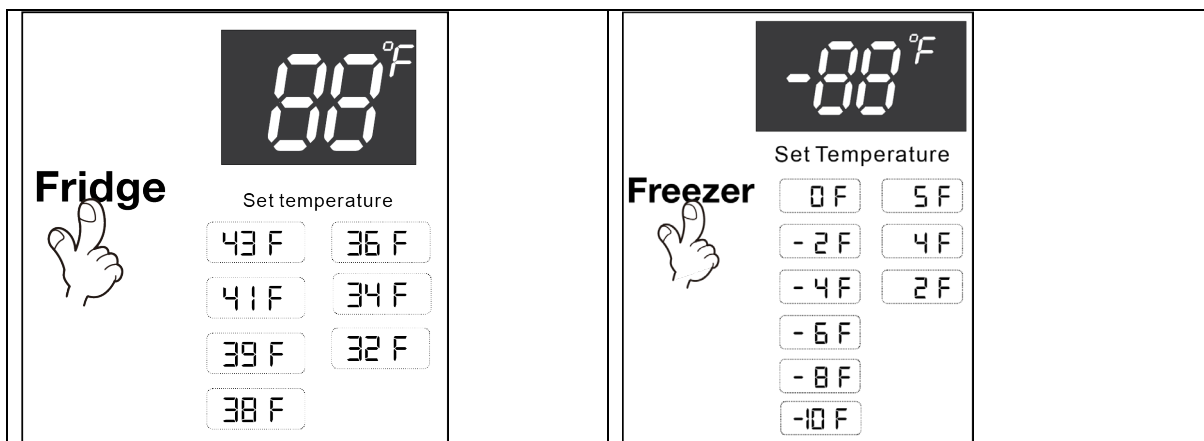 88°F
Fridge
Set temperature
43 F 36 F
41 F 34 F
39 F 32 F
38 F
-88°F
Set Temperature
Freezer
0 F 5 F
- 2 F 4 F
- 4 F 2 F
- 6 F
- 8 F
-10 F